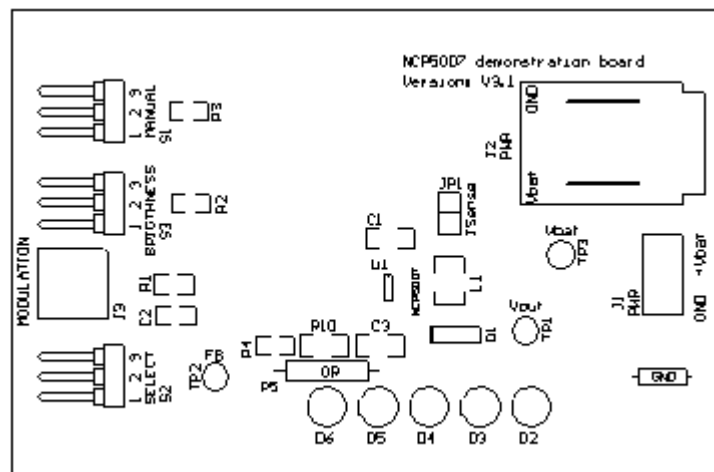 NCP5007 demonstration board
Version: V3.1
1 2 3
MANUAL
S1
R3
GND
J2
PWR
Vbat
1 2 3
BRIGTHNESS
S3
R2
JP1
ISense
C1
Vbat
TP3
MODULATION
J3
R1
C2
U1
NCP5007
L1
J1
PWR
GND +Vbat
Vout
TP1
D1
R4
R10
C3
1 2 3
SELECT
S2
FB
TP2
R5
0R
GND
D6
D5
D4
D3
D2